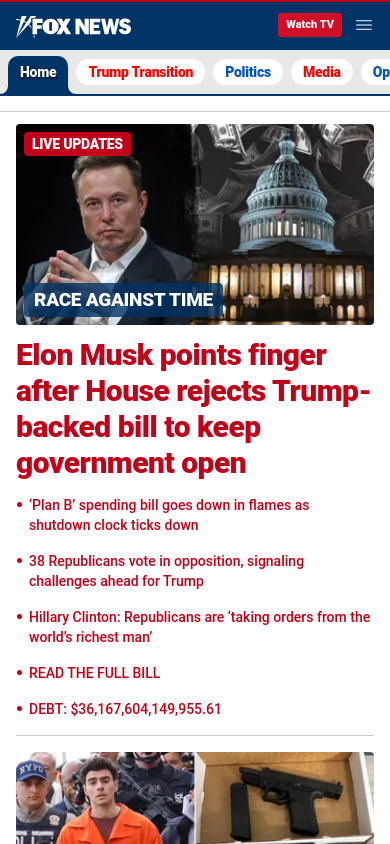 FOX NEWS
Watch TV
Home
Trump Transition
Politics
Media
Op
LIVE UPDATES
RACE AGAINST TIME
Elon Musk points finger
after House rejects Trump-
backed bill to keep
government open
‘Plan B’ spending bill goes down in flames as
shutdown clock ticks down
38 Republicans vote in opposition, signaling
challenges ahead for Trump
Hillary Clinton: Republicans are ‘taking orders from the
world’s richest man’
READ THE FULL BILL
DEBT: $36,167,604,149,955.61
NYPD